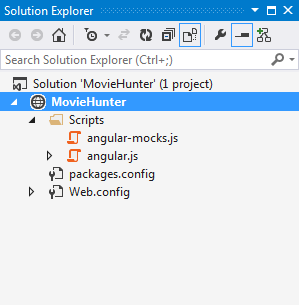 Solution Explorer
Search Solution Explorer (Ctrl+;)
Solution 'MovieHunter' (1 project)
MovieHunter
Scripts
angular-mocks.js
angular.js
packages.config
Web.config